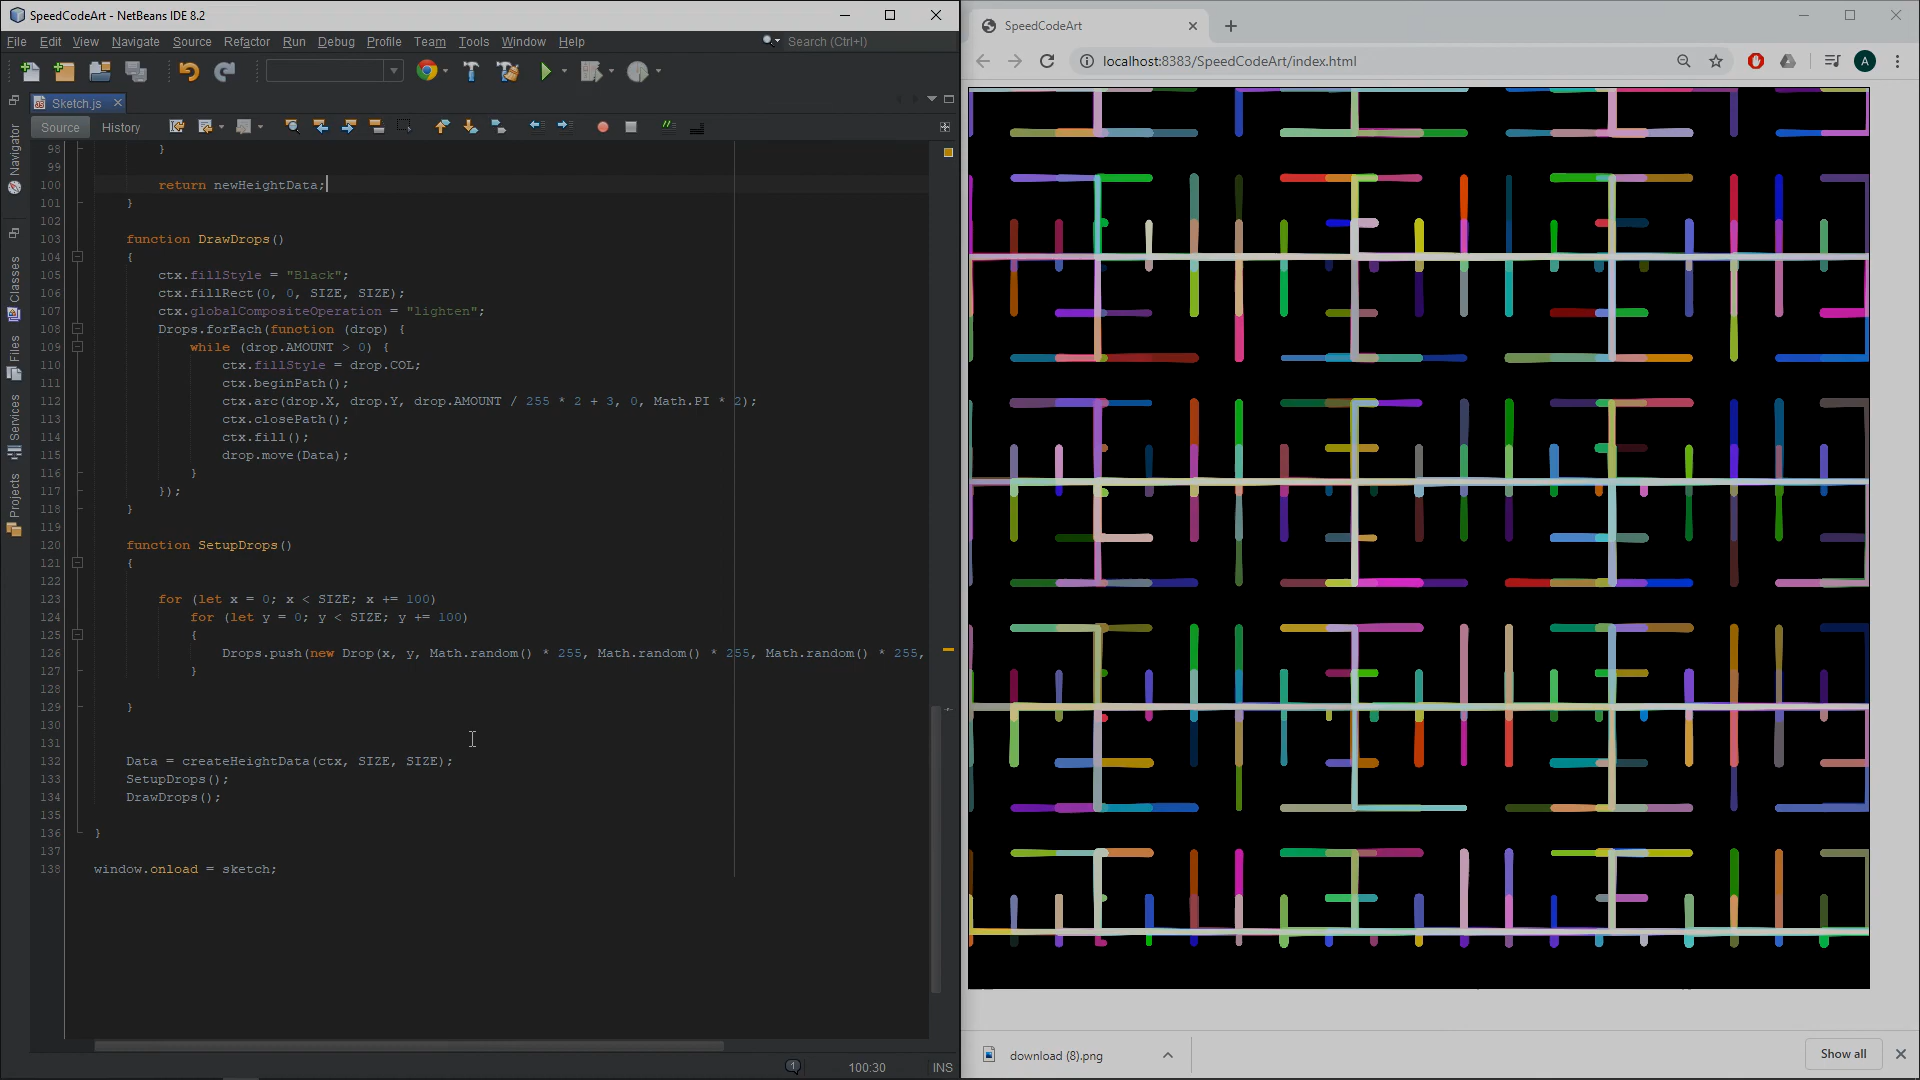 SpeedCodeArt - NetBeans IDE 8.2
File Edit View Navigate Source Refactor Run Debug Profile Team Tools Window Help
Search (Ctrl+I)
Sketch.js
Source History
Navigator
Classes
Files
Services
Projects
98 }
99
100 return newHeightData;
101 }
102
103 function DrawDrops()
104 {
105 ctx.fillStyle = "Black";
106 ctx.fillRect(0, 0, SIZE, SIZE);
107 ctx.globalCompositeOperation = "lighten";
108 Drops.forEach(function (drop) {
109 while (drop.AMOUNT > 0) {
110 ctx.fillStyle = drop.COL;
111 ctx.beginPath();
112 ctx.arc(drop.X, drop.Y, drop.AMOUNT / 255 * 2 + 3, 0, Math.PI * 2);
113 ctx.closePath();
114 ctx.fill();
115 drop.move(Data);
116 }
117 });
118 }
119
120 function SetupDrops()
121 {
122
123 for (let x = 0; x < SIZE; x += 100)
124 for (let y = 0; y < SIZE; y += 100)
125 {
126 Drops.push(new Drop(x, y, Math.random() * 255, Math.random() * 255, Math.random() * 255,
127 }
128
129 }
130
131
132 Data = createHeightData(ctx, SIZE, SIZE);
133 SetupDrops();
134 DrawDrops();
135
136 }
137
138 window.onload = sketch;
100:30 INS
SpeedCodeArt
localhost:8383/SpeedCodeArt/index.html
A
download (8).png
Show all